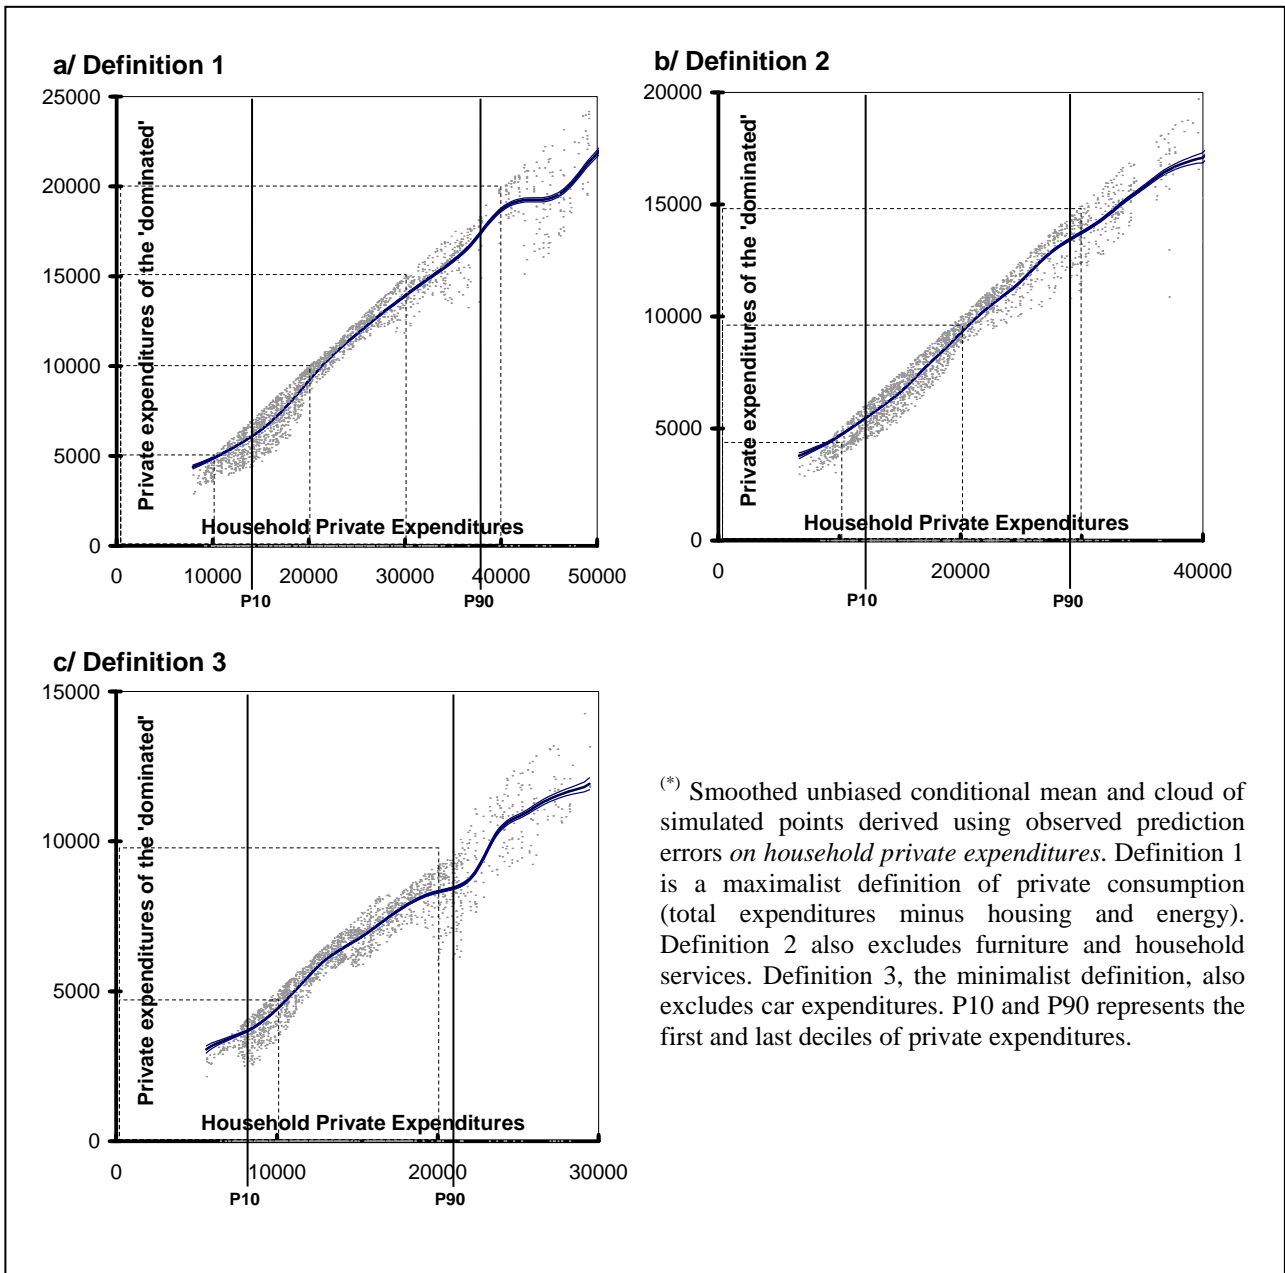 a/ Definition 1
25000
20000
15000
10000
5000
0
Private expenditures of the 'dominated'
Household Private Expenditures
0 10000 20000 30000 40000 50000
P10 P90
b/ Definition 2
20000
15000
10000
5000
0
Private expenditures of the 'dominated'
Household Private Expenditures
0 20000 40000
P10 P90
c/ Definition 3
15000
10000
5000
0
Private expenditures of the 'dominated'
Household Private Expenditures
0 10000 20000 30000
P10 P90
(*) Smoothed unbiased conditional mean and cloud of
simulated points derived using observed prediction
errors on household private expenditures. Definition 1
is a maximalist definition of private consumption
(total expenditures minus housing and energy).
Definition 2 also excludes furniture and household
services. Definition 3, the minimalist definition, also
excludes car expenditures. P10 and P90 represents the
first and last deciles of private expenditures.